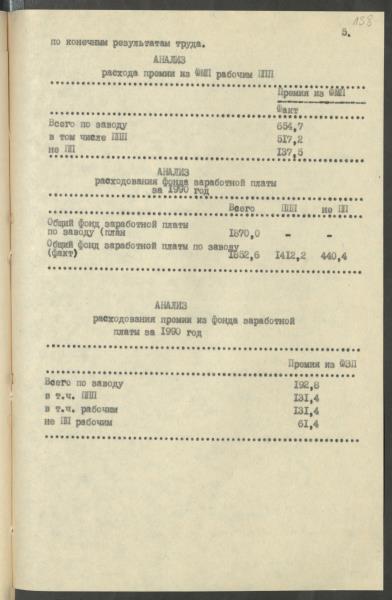 158
5.
по конечным результатам труда.
АНАЛИЗ
расхода премии из ФМП рабочим ППП
Премия из ФМП
Факт
Всего по заводу 654,7
в том числе ППП 517,2
не ПП 137,5
АНАЛИЗ
расходования фонда заработной платы
за 1990 год
Всего ППП не ПП
Общий фонд заработной платы
по заводу (план 1870,0 - -
Общий фонд заработной платы по заводу
(факт) 1852,6 1412,2 440,4
АНАЛИЗ
расходования премии из фонда заработной
платы за 1990 год
Премия из ФЗП
Всего по заводу 192,8
в т.ч. ППП 131,4
в т.ч. рабочим 131,4
не ПП рабочим 61,4